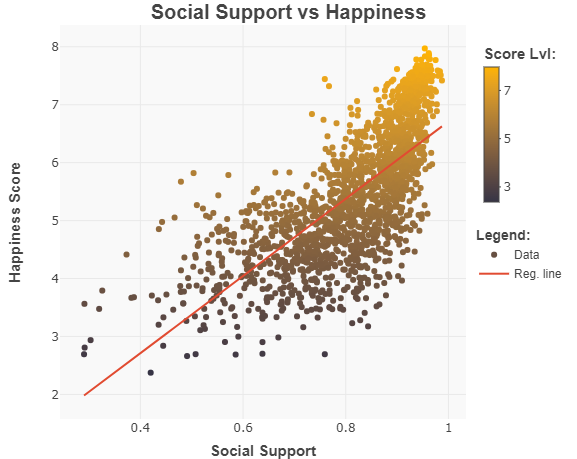 Social Support vs Happiness
Happiness Score
8
7
6
5
4
3
2
0.4
0.6
0.8
1
Social Support
Score Lvl:
7
5
3
Legend:
Data
Reg. line